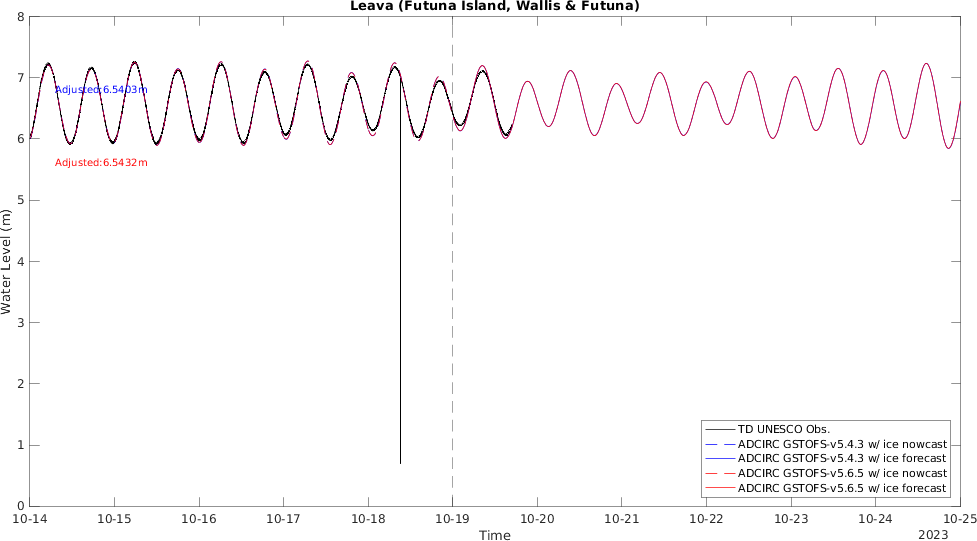 Leava (Futuna Island, Wallis & Futuna)
8
7
6
5
4
3
2
1
0
Water Level (m)
Adjusted:6.5403m
Adjusted:6.5432m
TD UNESCO Obs.
ADCIRC GSTOFS-v5.4.3 w/ ice nowcast
ADCIRC GSTOFS-v5.4.3 w/ ice forecast
ADCIRC GSTOFS-v5.6.5 w/ ice nowcast
ADCIRC GSTOFS-v5.6.5 w/ ice forecast
10-14 10-15 10-16 10-17 10-18 10-19 10-20 10-21 10-22 10-23 10-24 10-25
Time
2023